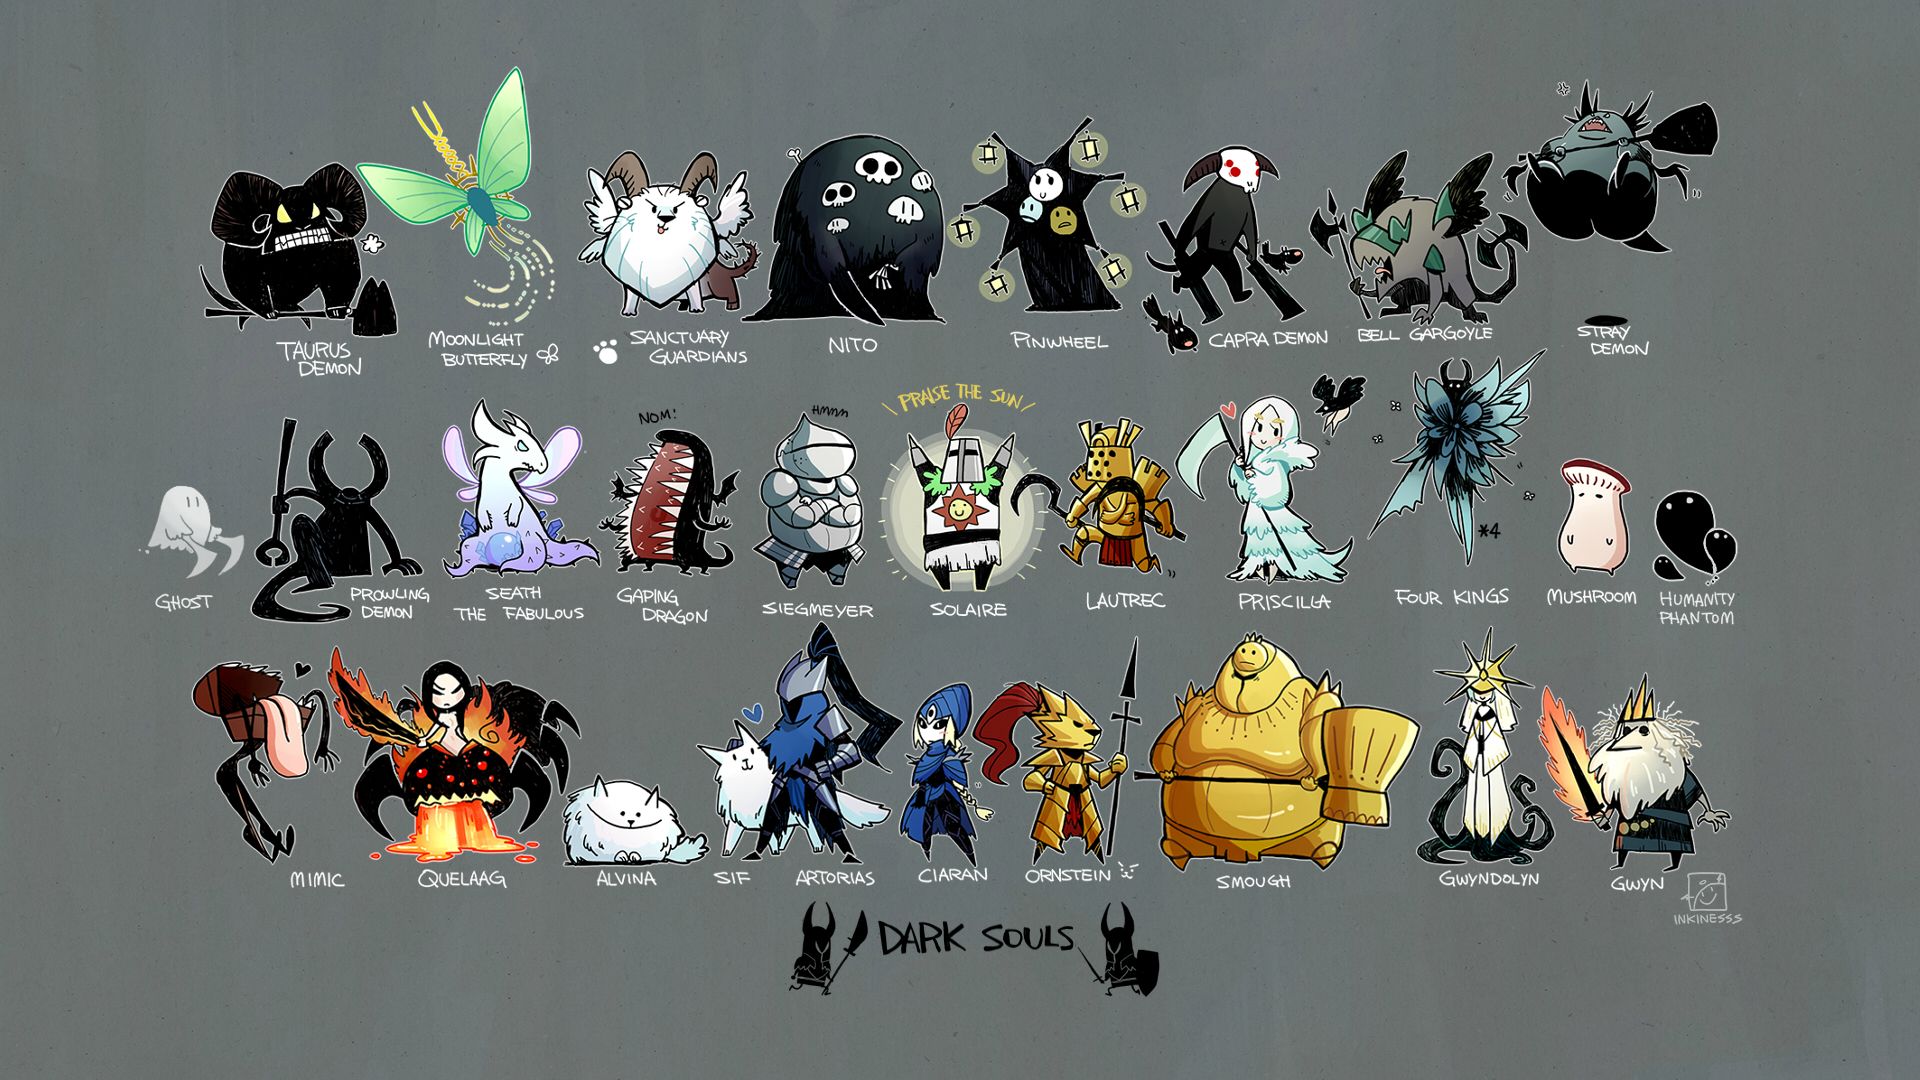 TAURUS
DEMON
MOONLIGHT
BUTTERFLY
SANCTUARY
GUARDIANS
NITO
PINWHEEL
CAPRA DEMON
BELL GARGOYLE
STRAY
DEMON
GHOST
PROWLING
DEMON
SEATH
THE FABULOUS
NOM!
GAPING
DRAGON
HMMM
SIEGMEYER
\ PRAISE THE SUN /
SOLAIRE
LAUTREC
PRISCILLA
*4
FOUR KINGS
MUSHROOM
HUMANITY
PHANTOM
MIMIC
QUELAAG
ALVINA
SIF
ARTORIAS
CIARAN
ORNSTEIN
SMOUGH
GWYNDOLYN
GWYN
INKINESSS
DARK SOULS